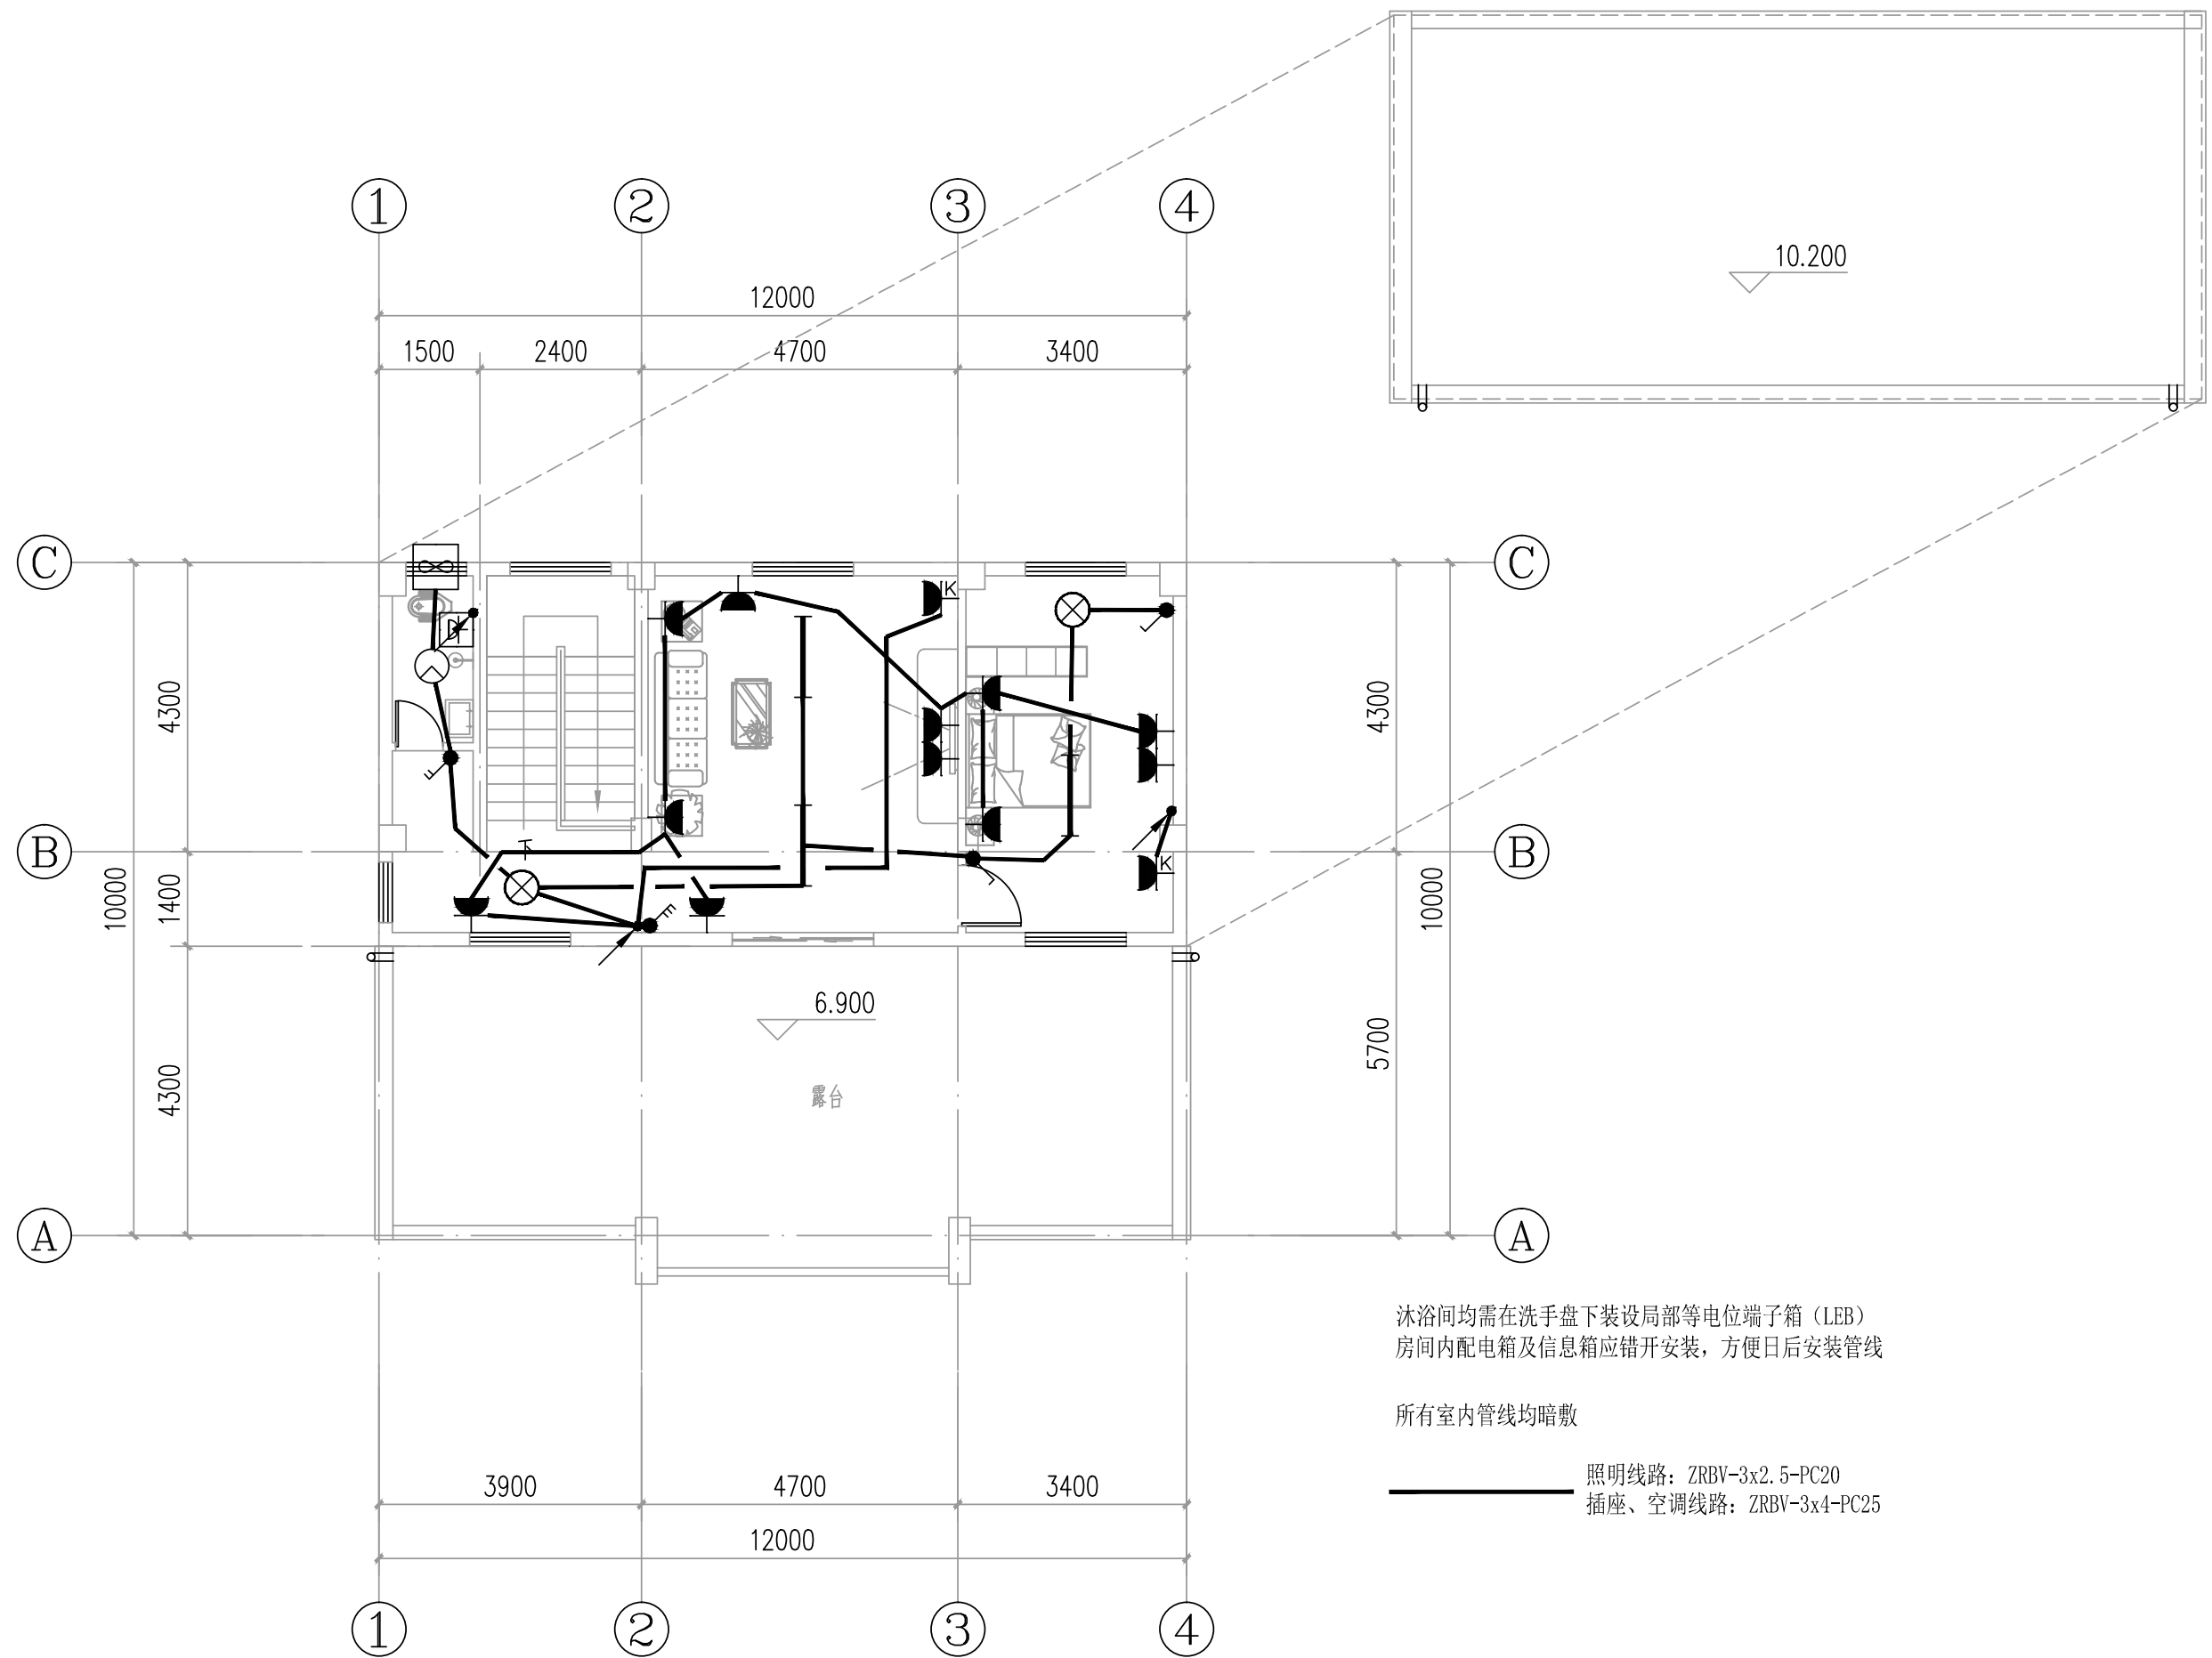 10.200
1 2 3 4
12000
1500 2400 4700 3400
K
C C
下
K
B B
4300 4300
10000 1400 10000
6.900
露台
4300 5700
A A
沐浴间均需在洗手盘下装设局部等电位端子箱（LEB）
房间内配电箱及信息箱应错开安装，方便日后安装管线
所有室内管线均暗敷
照明线路：ZRBV-3x2.5-PC20
插座、空调线路：ZRBV-3x4-PC25
3900 4700 3400
12000
1 2 3 4